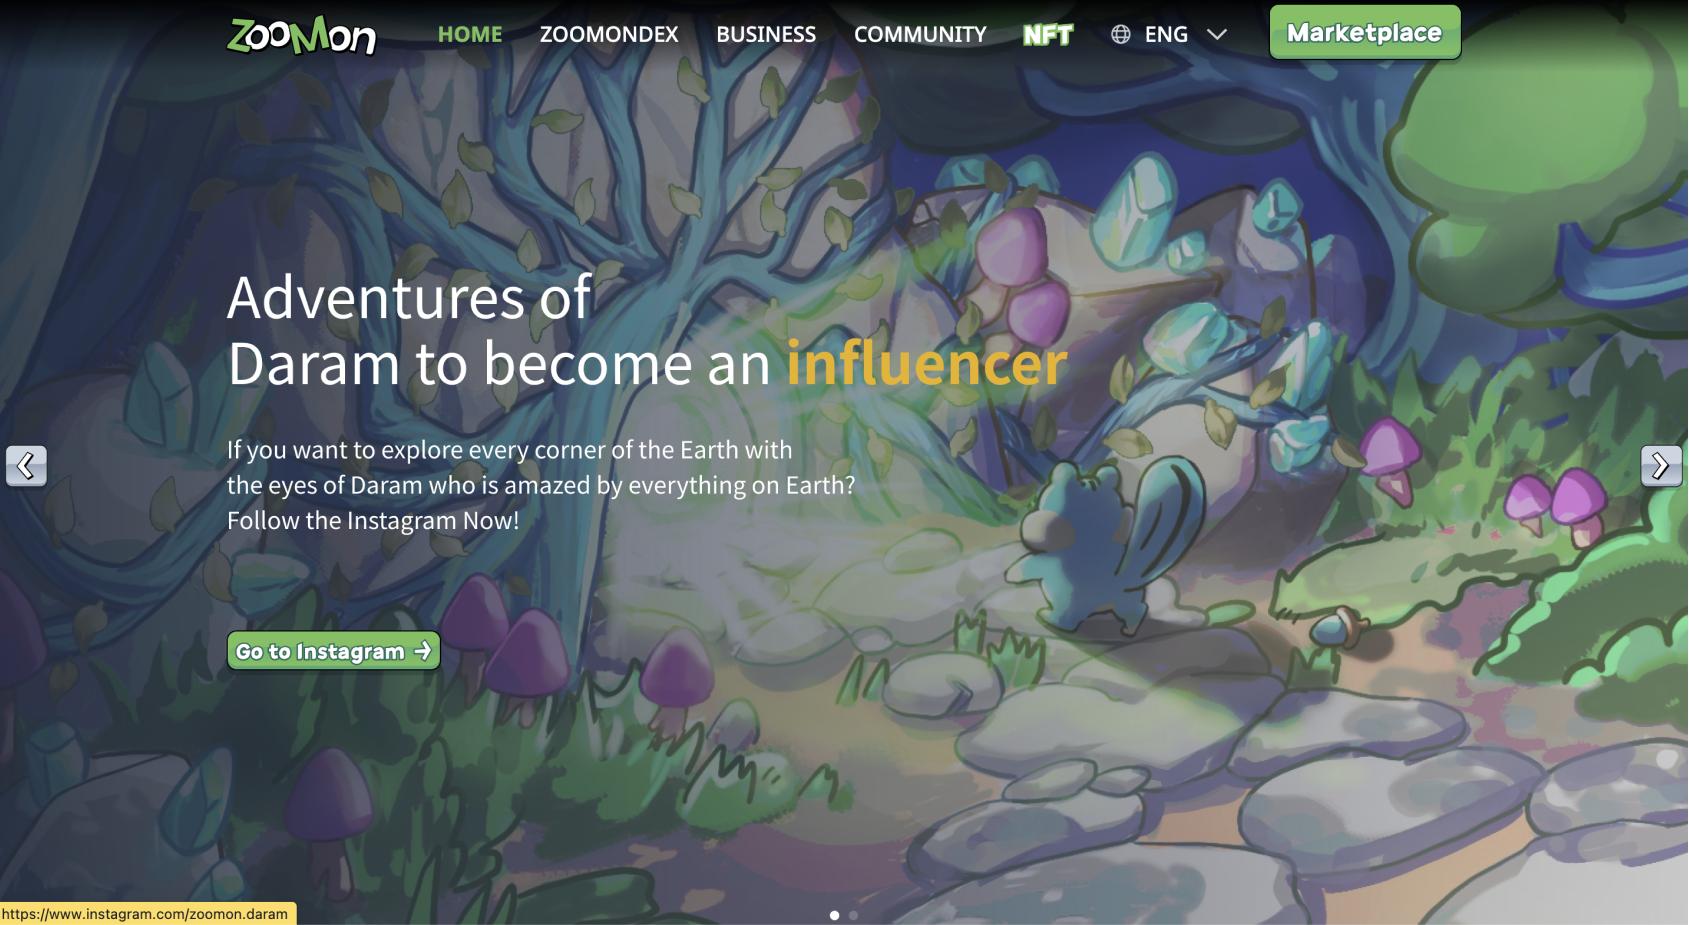 ZOOMON HOME ZOOMONDEX BUSINESS COMMUNITY NFT ENG Marketplace
Adventures of
Daram to become an influencer
If you want to explore every corner of the Earth with
the eyes of Daram who is amazed by everything on Earth?
Follow the Instagram Now!
Go to Instagram →
https://www.instagram.com/zoomon.daram